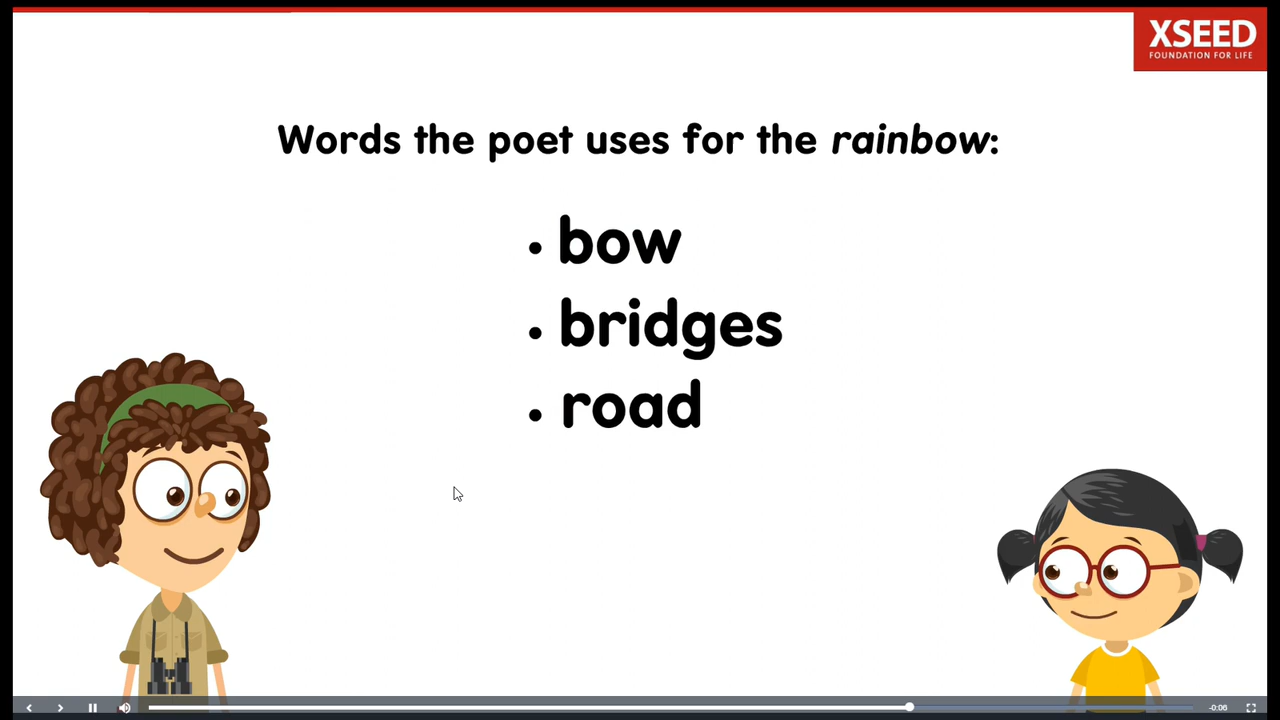 XSEED
FOUNDATION FOR LIFE
Words the poet uses for the rainbow:
• bow
• bridges
• road
-0:06